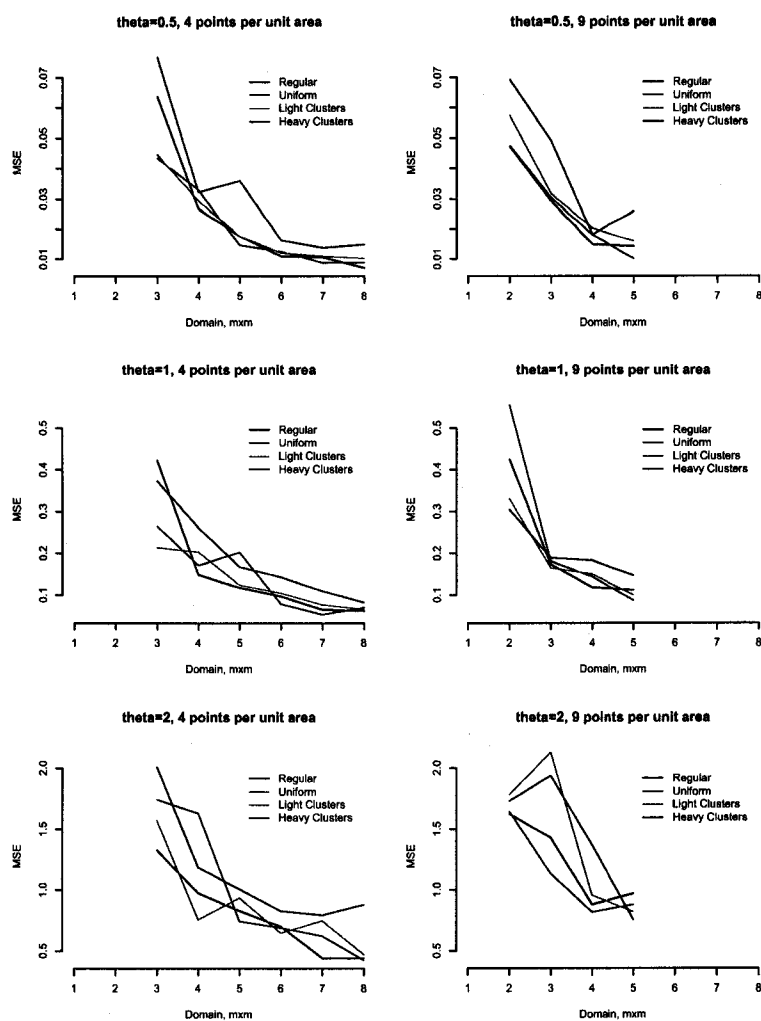 theta=0.5, 4 points per unit area
MSE
0.07
0.05
0.03
0.01
Regular
Uniform
Light Clusters
Heavy Clusters
1 2 3 4 5 6 7 8
Domain, mxm
theta=0.5, 9 points per unit area
MSE
0.07
0.05
0.03
0.01
Regular
Uniform
Light Clusters
Heavy Clusters
1 2 3 4 5 6 7 8
Domain, mxm
theta=1, 4 points per unit area
MSE
0.5
0.4
0.3
0.2
0.1
Regular
Uniform
Light Clusters
Heavy Clusters
1 2 3 4 5 6 7 8
Domain, mxm
theta=1, 9 points per unit area
MSE
0.5
0.4
0.3
0.2
0.1
Regular
Uniform
Light Clusters
Heavy Clusters
1 2 3 4 5 6 7 8
Domain, mxm
theta=2, 4 points per unit area
MSE
2.0
1.5
1.0
0.5
Regular
Uniform
Light Clusters
Heavy Clusters
1 2 3 4 5 6 7 8
Domain, mxm
theta=2, 9 points per unit area
MSE
2.0
1.5
1.0
0.5
Regular
Uniform
Light Clusters
Heavy Clusters
1 2 3 4 5 6 7 8
Domain, mxm